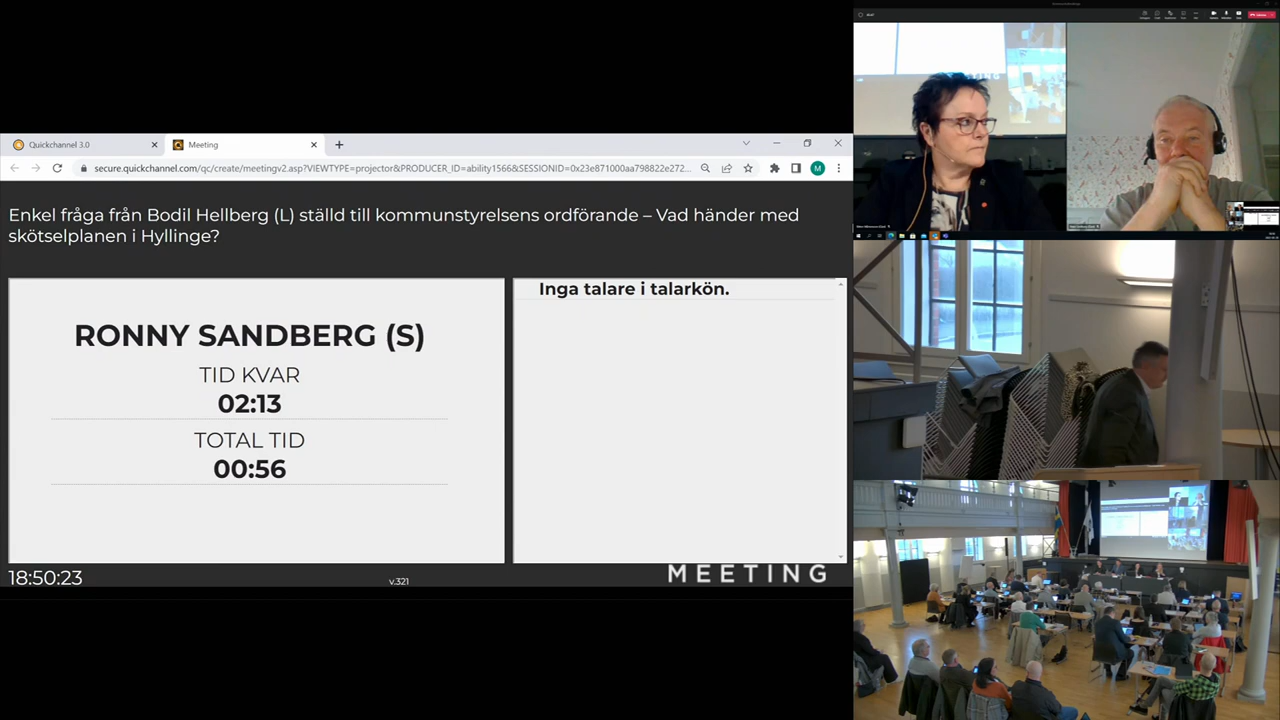 Quickchannel 3.0
Meeting
secure.quickchannel.com/qc/create/meetingv2.asp?VIEWTYPE=projector&PRODUCER_ID=ability1566&SESSIONID=0x23e871000aa798822e272...
M
Enkel fråga från Bodil Hellberg (L) ställd till kommunstyrelsens ordförande – Vad händer med
skötselplanen i Hyllinge?
RONNY SANDBERG (S)
TID KVAR
02:13
TOTAL TID
00:56
Inga talare i talarkön.
18:50:23
v.321
MEETING